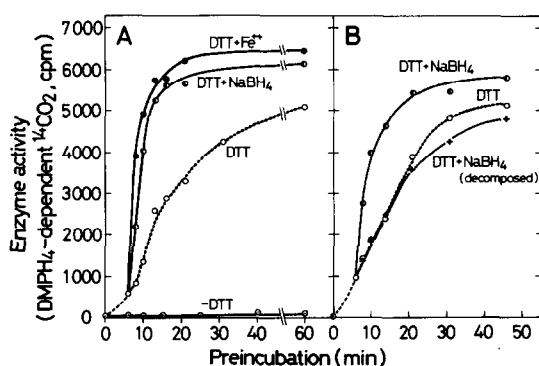 A
B
DTT+Fe++
DTT+NaBH4
DTT
-DTT
DTT+NaBH4
DTT
DTT+NaBH4
(decomposed)
Enzyme activity
(DMPH4-dependent 14CO2, cpm)
7000
6000
5000
4000
3000
2000
1000
0
0 10 20 30 40 60
0 10 20 30 40 50
Preincubation (min)